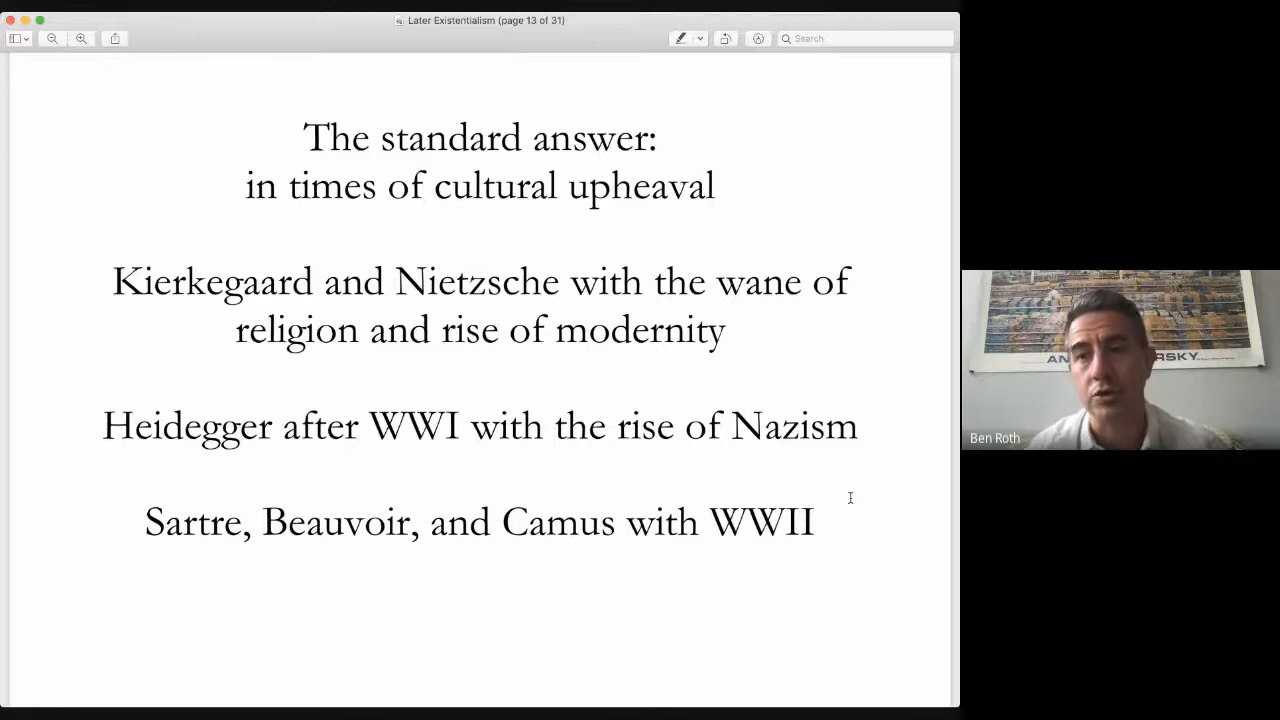 Later Existentialism (page 13 of 31)
Search
The standard answer:
in times of cultural upheaval
Kierkegaard and Nietzsche with the wane of
religion and rise of modernity
Heidegger after WWI with the rise of Nazism
Sartre, Beauvoir, and Camus with WWII
AN
RSKY
Ben Roth